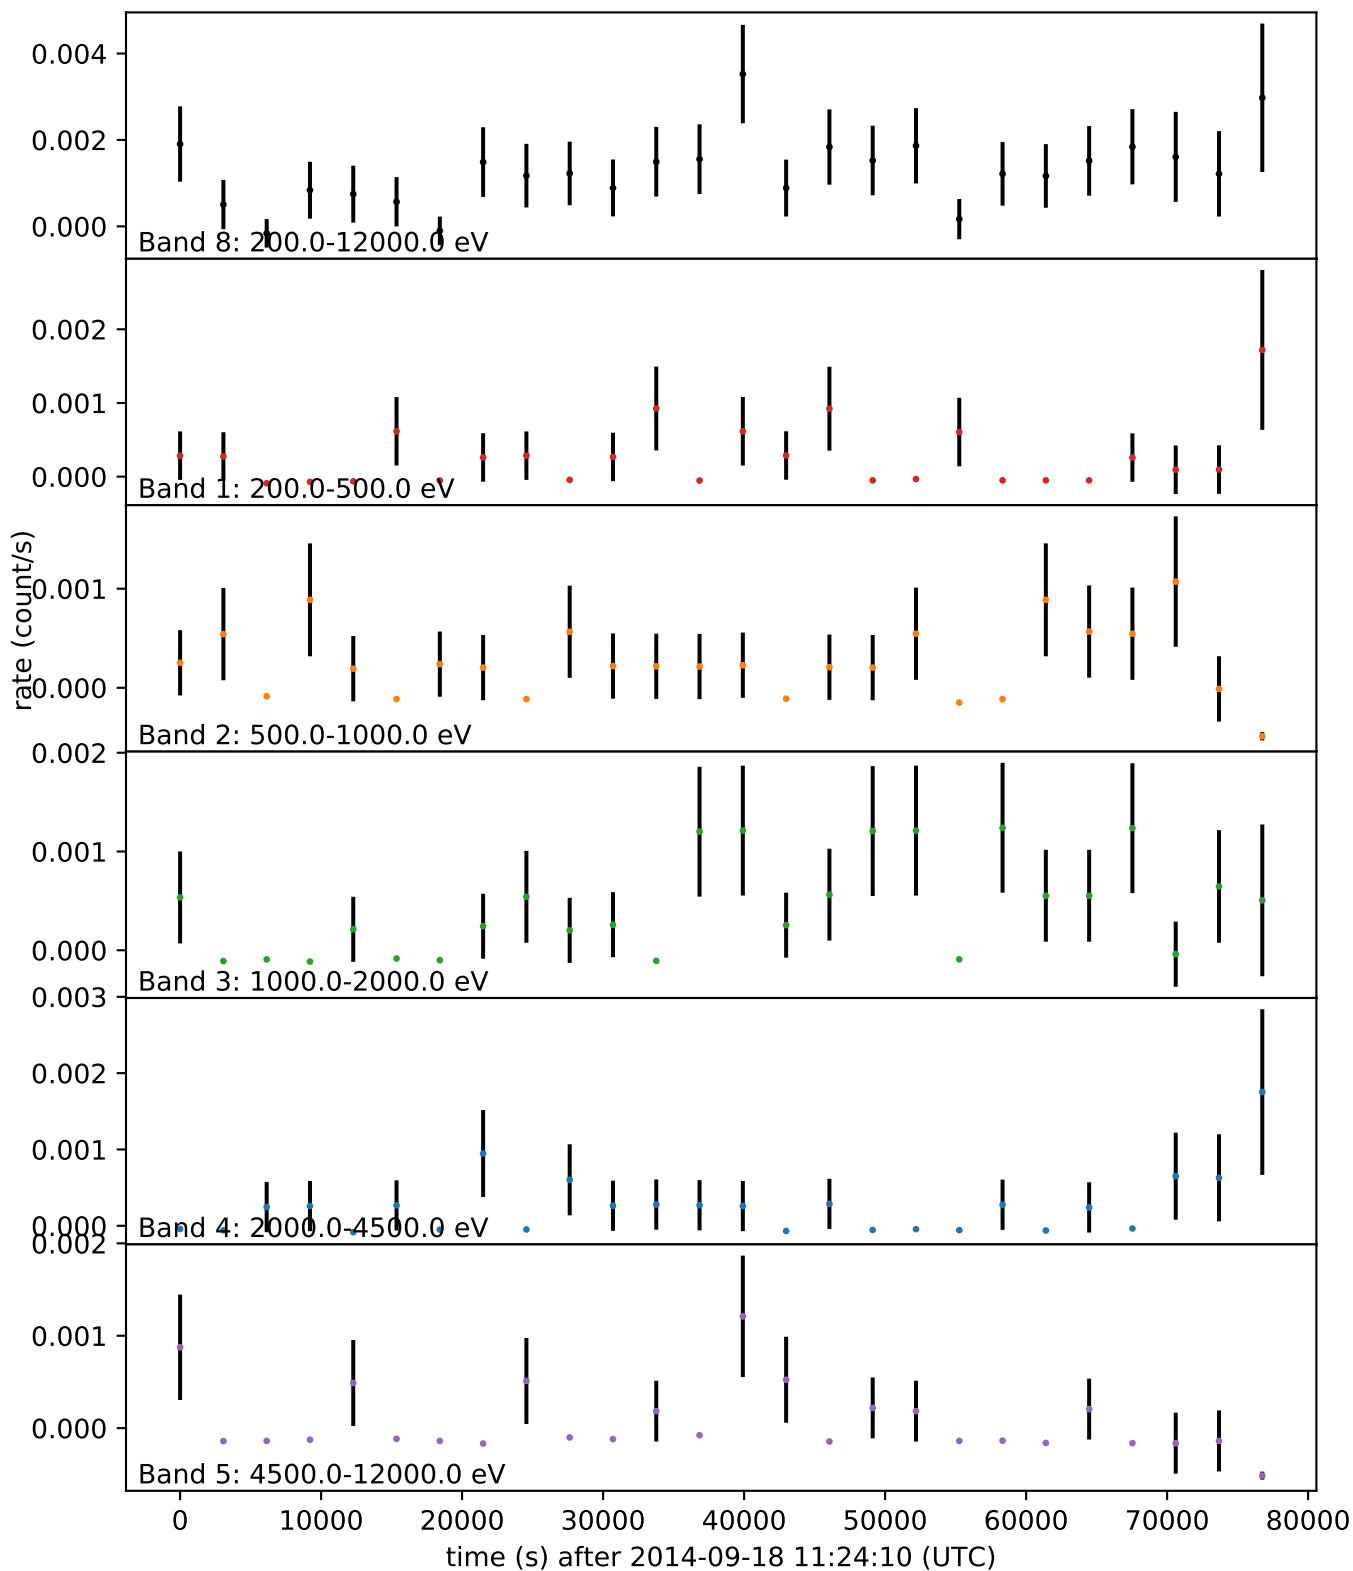 0.004
0.002
0.000
Band 8: 200.0-12000.0 eV
0.002
0.001
0.000
Band 1: 200.0-500.0 eV
rate (count/s)
0.001
0.000
Band 2: 500.0-1000.0 eV
0.002
0.001
0.000
Band 3: 1000.0-2000.0 eV
0.003
0.002
0.001
0.000
Band 4: 2000.0-4500.0 eV
0.002
0.001
0.000
Band 5: 4500.0-12000.0 eV
0 10000 20000 30000 40000 50000 60000 70000 80000
time (s) after 2014-09-18 11:24:10 (UTC)